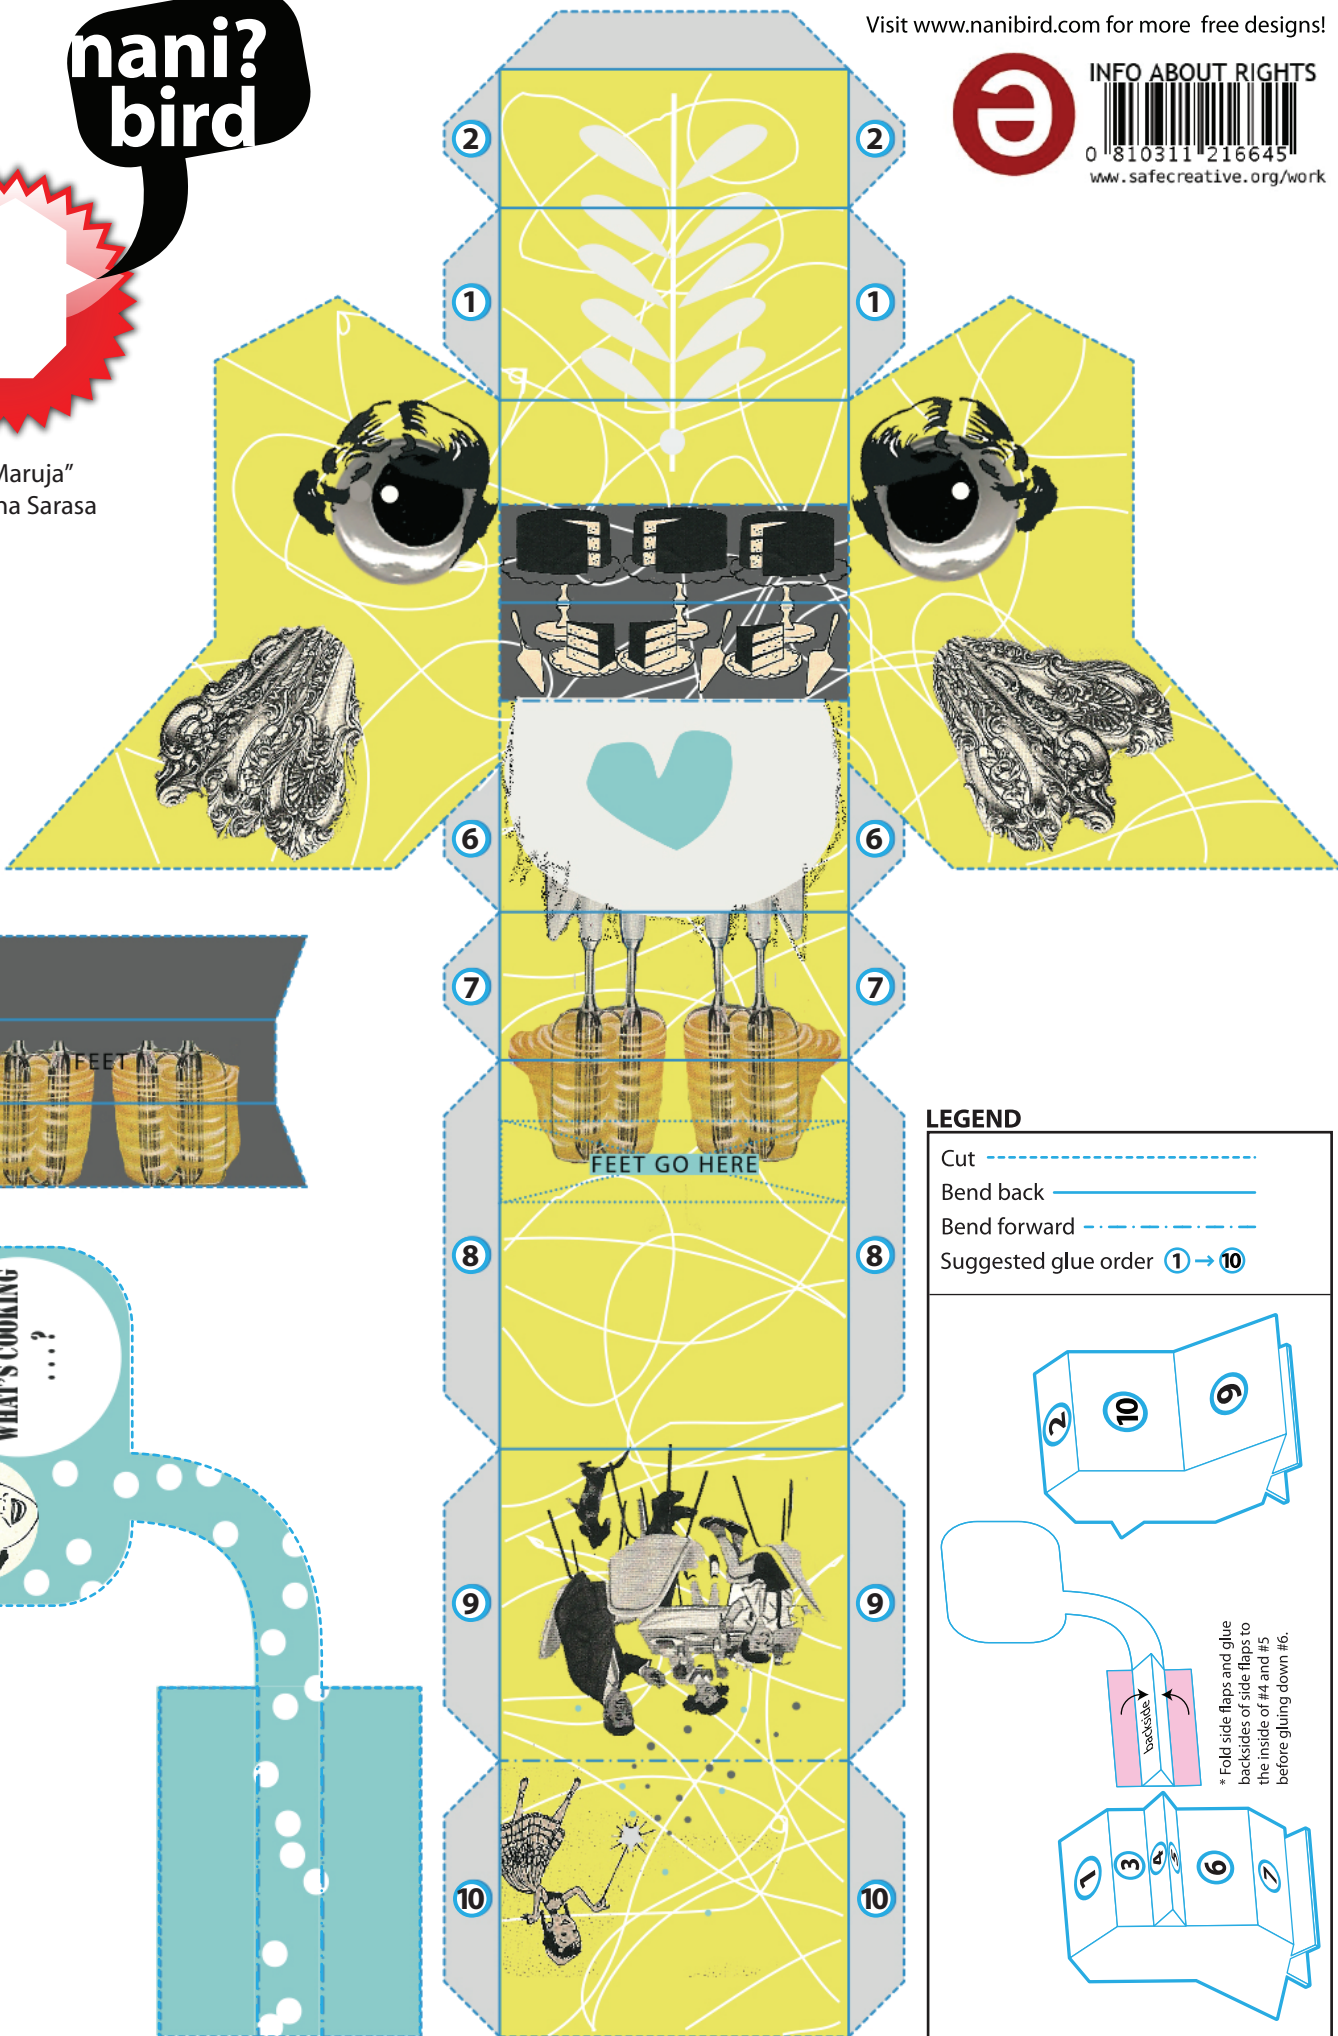 nani?
bird
Visit www.nanibird.com for more free designs!
INFO ABOUT RIGHTS
0 810311 216645
www.safecreative.org/work
Maruja”
na Sarasa
2
2
1
1
6
6
7
7
FEET
FEET GO HERE
8
8
9
9
10
10
WHAT'S COOKING
....?
LEGEND
Cut
Bend back
Bend forward
Suggested glue order 1 → 10
2
10
9
backside
* Fold side flaps and glue
backsides of side flaps to
the inside of #4 and #5
before gluing down #6.
1
3
4
5
6
7